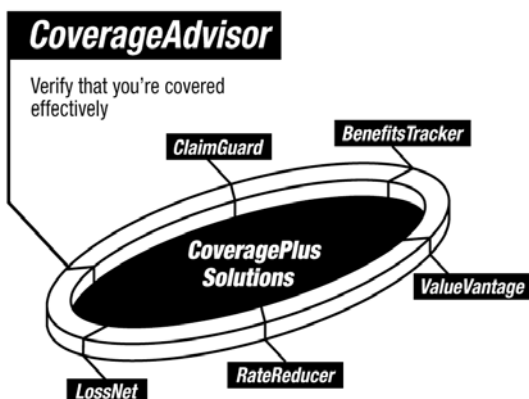 CoverageAdvisor
Verify that you're covered
effectively
ClaimGuard
BenefitsTracker
CoveragePlus
Solutions
ValueVantage
RateReducer
LossNet